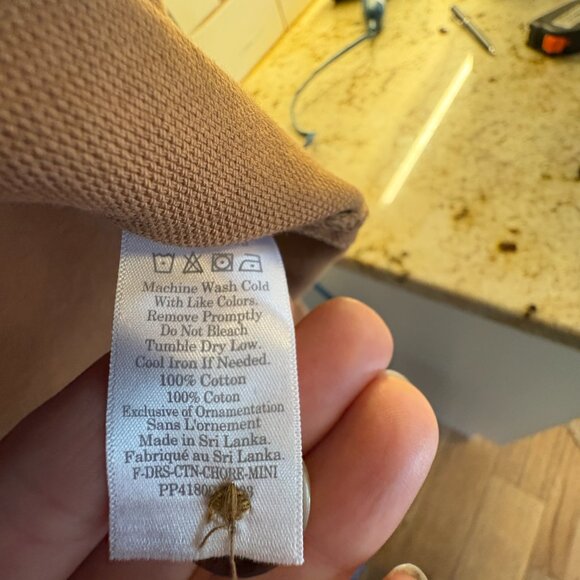 Machine Wash Cold
With Like Colors.
Remove Promptly
Do Not Bleach
Tumble Dry Low.
Cool Iron If Needed.
100% Cotton
100% Coton
Exclusive of Ornamentation
Sans L'ornement
Made in Sri Lanka.
Fabriqué au Sri Lanka.
F-DRS-CTN-CHORE-MINI